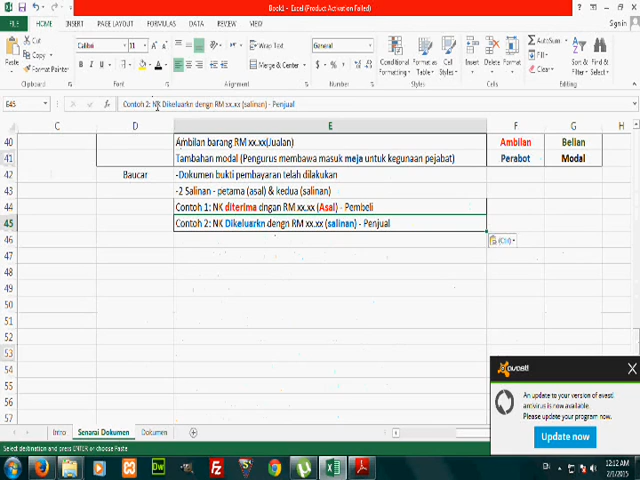 Book1 - Excel (Product Activation Failed)
FILE HOME INSERT PAGE LAYOUT FORMULAS DATA REVIEW VIEW Sign in
Cut
Copy
Paste
Calibri 11
B I U
Wrap Text
Merge & Center
General
$ %
Conditional Formatting
Format as Table
Cell Styles
Insert Delete Format
AutoSum
Fill
Clear
Sort & Filter
Find & Select
Clipboard Font Alignment Number Styles Cells Editing
E45 fx Contoh 2: NK Dikeluarkn dengn RM xx.xx (salinan) - Penjual
C D E F G H
40 Ambilan barang RM xx.xx(Jualan) Ambilan Belian
41 Tambahan modal (Pengurus membawa masuk meja untuk kegunaan pejabat) Perabot Modal
42 Baucar -Dokumen bukti pembayaran telah dilakukan
43 -2 Salinan - petama (asal) & kedua (salinan)
44 Contoh 1: NK diterima dngan RM xx.xx (Asal) - Pembeli
45 Contoh 2: NK Dikeluarkn dengn RM xx.xx (salinan) - Penjual
46 (Ctrl)
47
48
49
50
51
52
53
54
55
56
57
avast!
An update to your version of avast!
antivirus is now available.
Please update your program now.
Update now
Intro Senarai Dokumen Dokumen
Select destination and press ENTER or choose Paste
Dw
EN
12:12 AM
2/1/2015